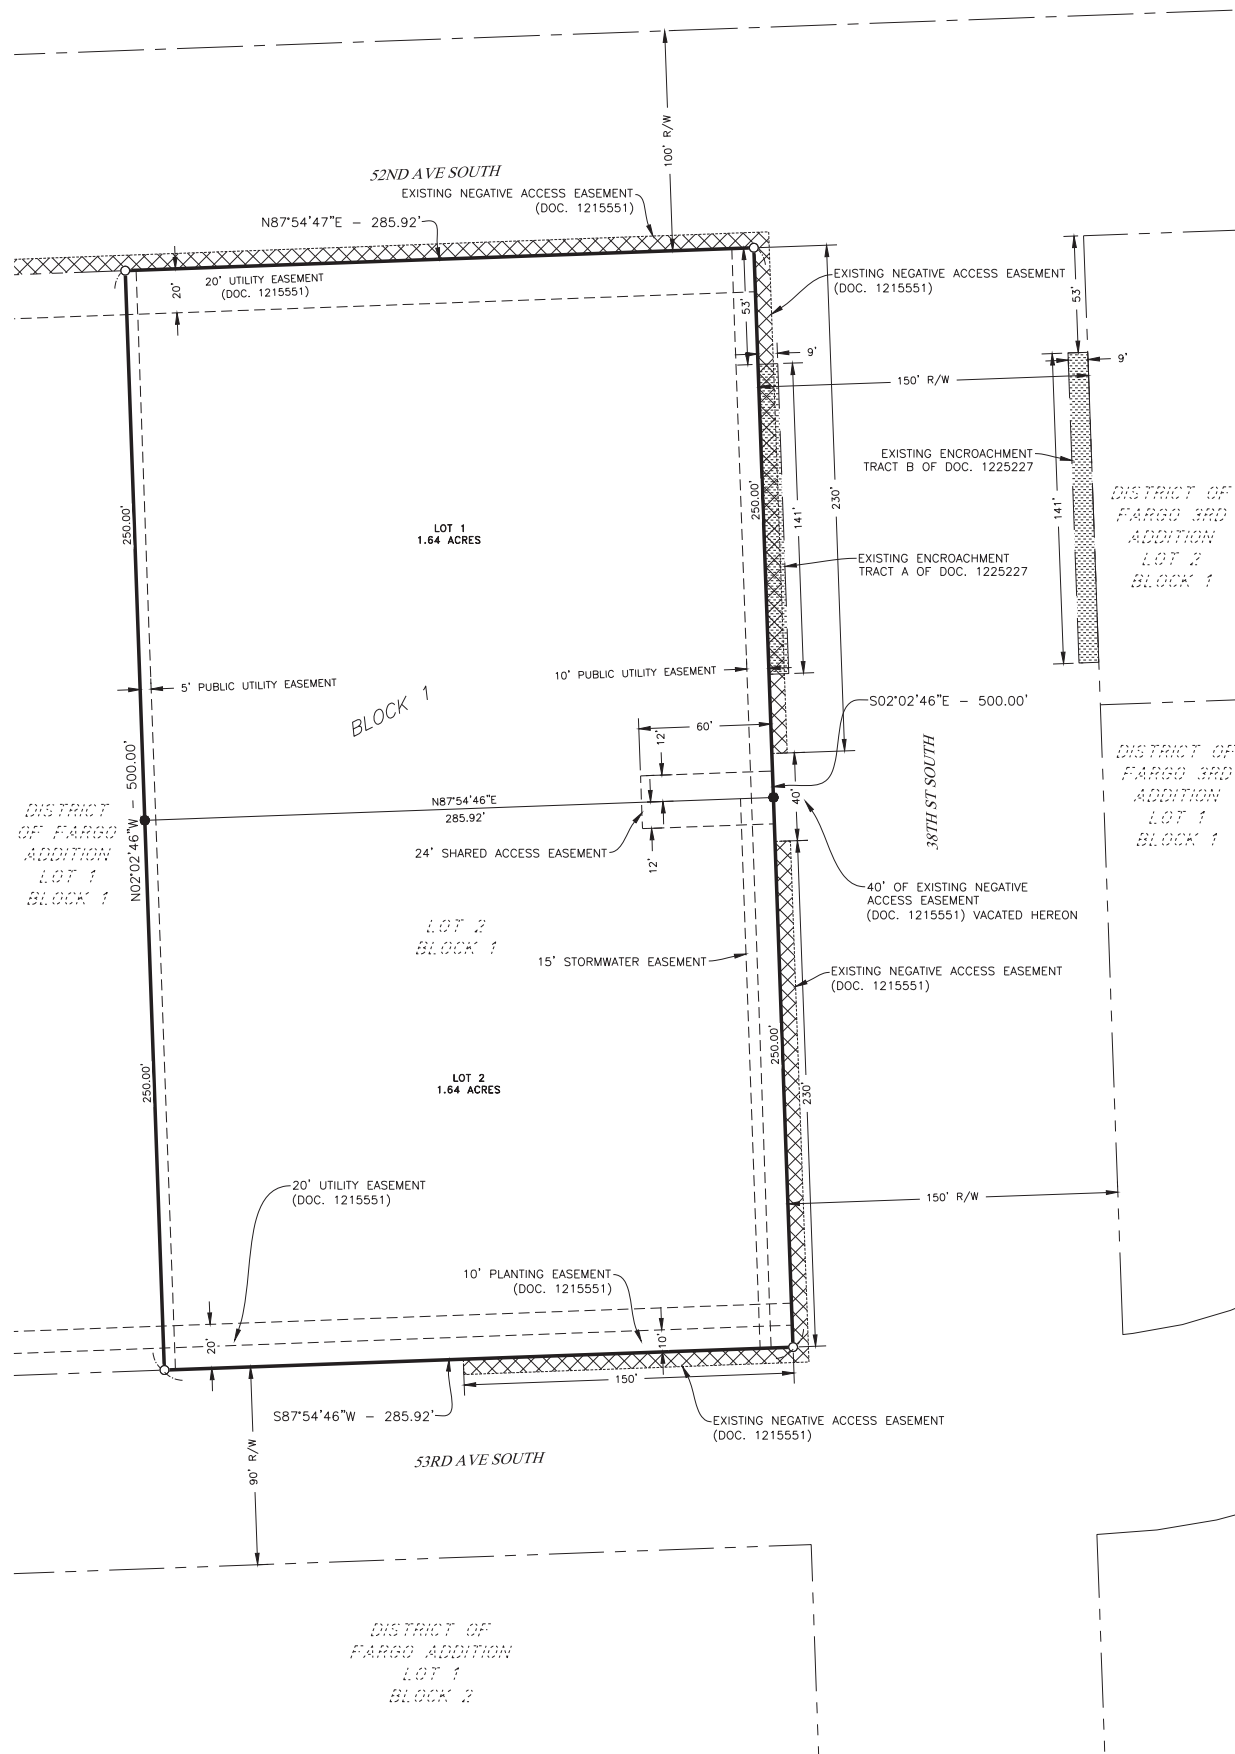 100' R/W
52ND AVE SOUTH
EXISTING NEGATIVE ACCESS EASEMENT
(DOC. 1215551)
N87°54'47"E - 285.92'
20' UTILITY EASEMENT
(DOC. 1215551)
20'
EXISTING NEGATIVE ACCESS EASEMENT
(DOC. 1215551)
53'
53'
9'
9'
150' R/W
EXISTING ENCROACHMENT
TRACT B OF DOC. 1225227
DISTRICT OF
FARGO 3RD
ADDITION
LOT 2
BLOCK 1
250.00'
LOT 1
1.64 ACRES
250.00'
141'
230'
141'
EXISTING ENCROACHMENT
TRACT A OF DOC. 1225227
5' PUBLIC UTILITY EASEMENT
10' PUBLIC UTILITY EASEMENT
BLOCK 1
S02°02'46"E - 500.00'
60'
12'
38TH ST SOUTH
DISTRICT OF
FARGO 3RD
ADDITION
LOT 1
BLOCK 1
N02°02'46"W - 500.00'
DISTRICT
OF FARGO
ADDITION
LOT 1
BLOCK 1
N87°54'46"E
285.92'
40'
24' SHARED ACCESS EASEMENT
12'
40' OF EXISTING NEGATIVE
ACCESS EASEMENT
(DOC. 1215551) VACATED HEREON
LOT 2
BLOCK 1
15' STORMWATER EASEMENT
EXISTING NEGATIVE ACCESS EASEMENT
(DOC. 1215551)
250.00'
LOT 2
1.64 ACRES
250.00'
230'
20' UTILITY EASEMENT
(DOC. 1215551)
150' R/W
10' PLANTING EASEMENT
(DOC. 1215551)
20'
10'
150'
S87°54'46"W - 285.92'
EXISTING NEGATIVE ACCESS EASEMENT
(DOC. 1215551)
90' R/W
53RD AVE SOUTH
DISTRICT OF
FARGO ADDITION
LOT 1
BLOCK 2